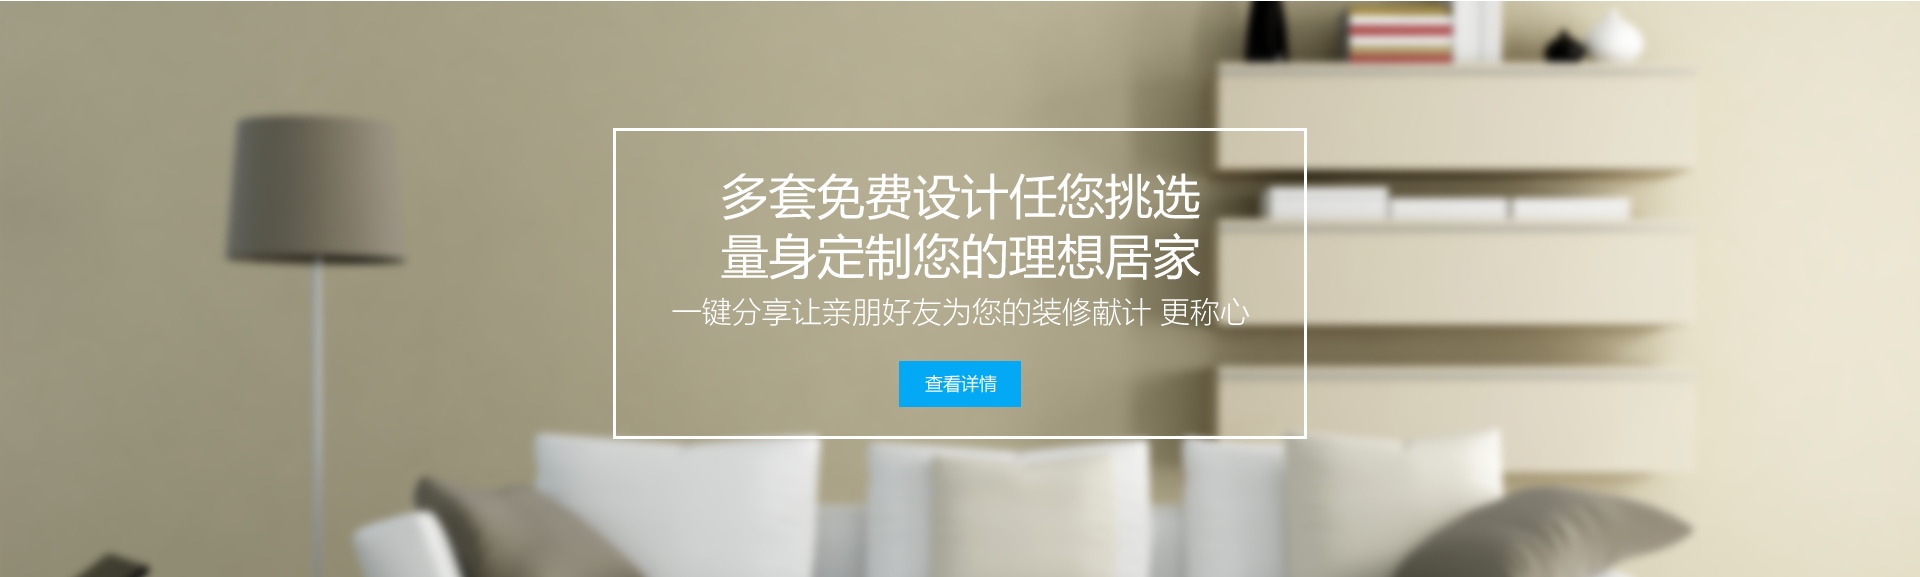 多套免费设计任您挑选
量身定制您的理想居家
一键分享让亲朋好友为您的装修献计 更称心
查看详情